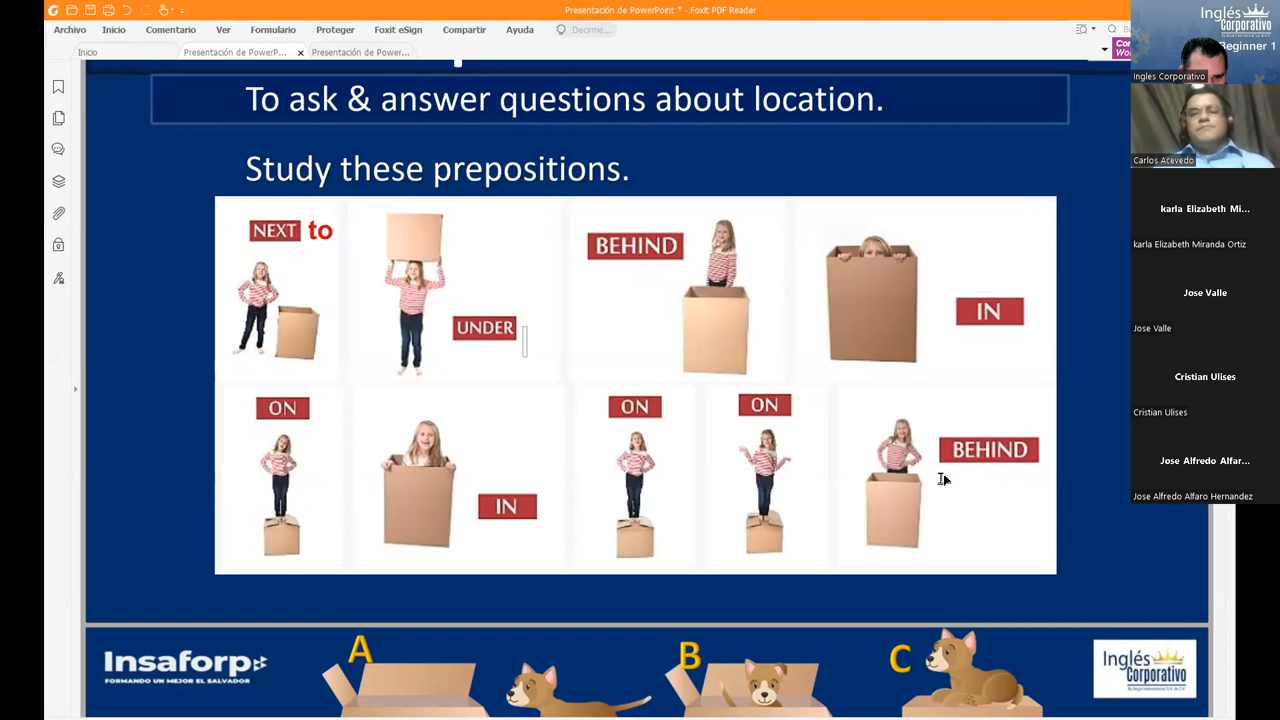 Presentación de PowerPoint * - Foxit PDF Reader
Archivo Inicio Comentario Ver Formulario Proteger Foxit eSign Compartir Ayuda Decirme...
Inicio Presentación de PowerP... × Presentación de PowerP...
To ask & answer questions about location.
Study these prepositions.
NEXT to
UNDER
BEHIND
IN
ON
IN
ON
ON
BEHIND
Insaforp
FORMANDO UN MEJOR EL SALVADOR
A
B
C
Inglés
Corporativo
Inglés
Corporativo
Beginner 1
Ingles Corporativo
Carlos Acevedo
karla Elizabeth Mi...
karla Elizabeth Miranda Ortiz
Jose Valle
Jose Valle
Cristian Ulises
Cristian Ulises
Jose Alfredo Alfar...
Jose Alfredo Alfaro Hernandez